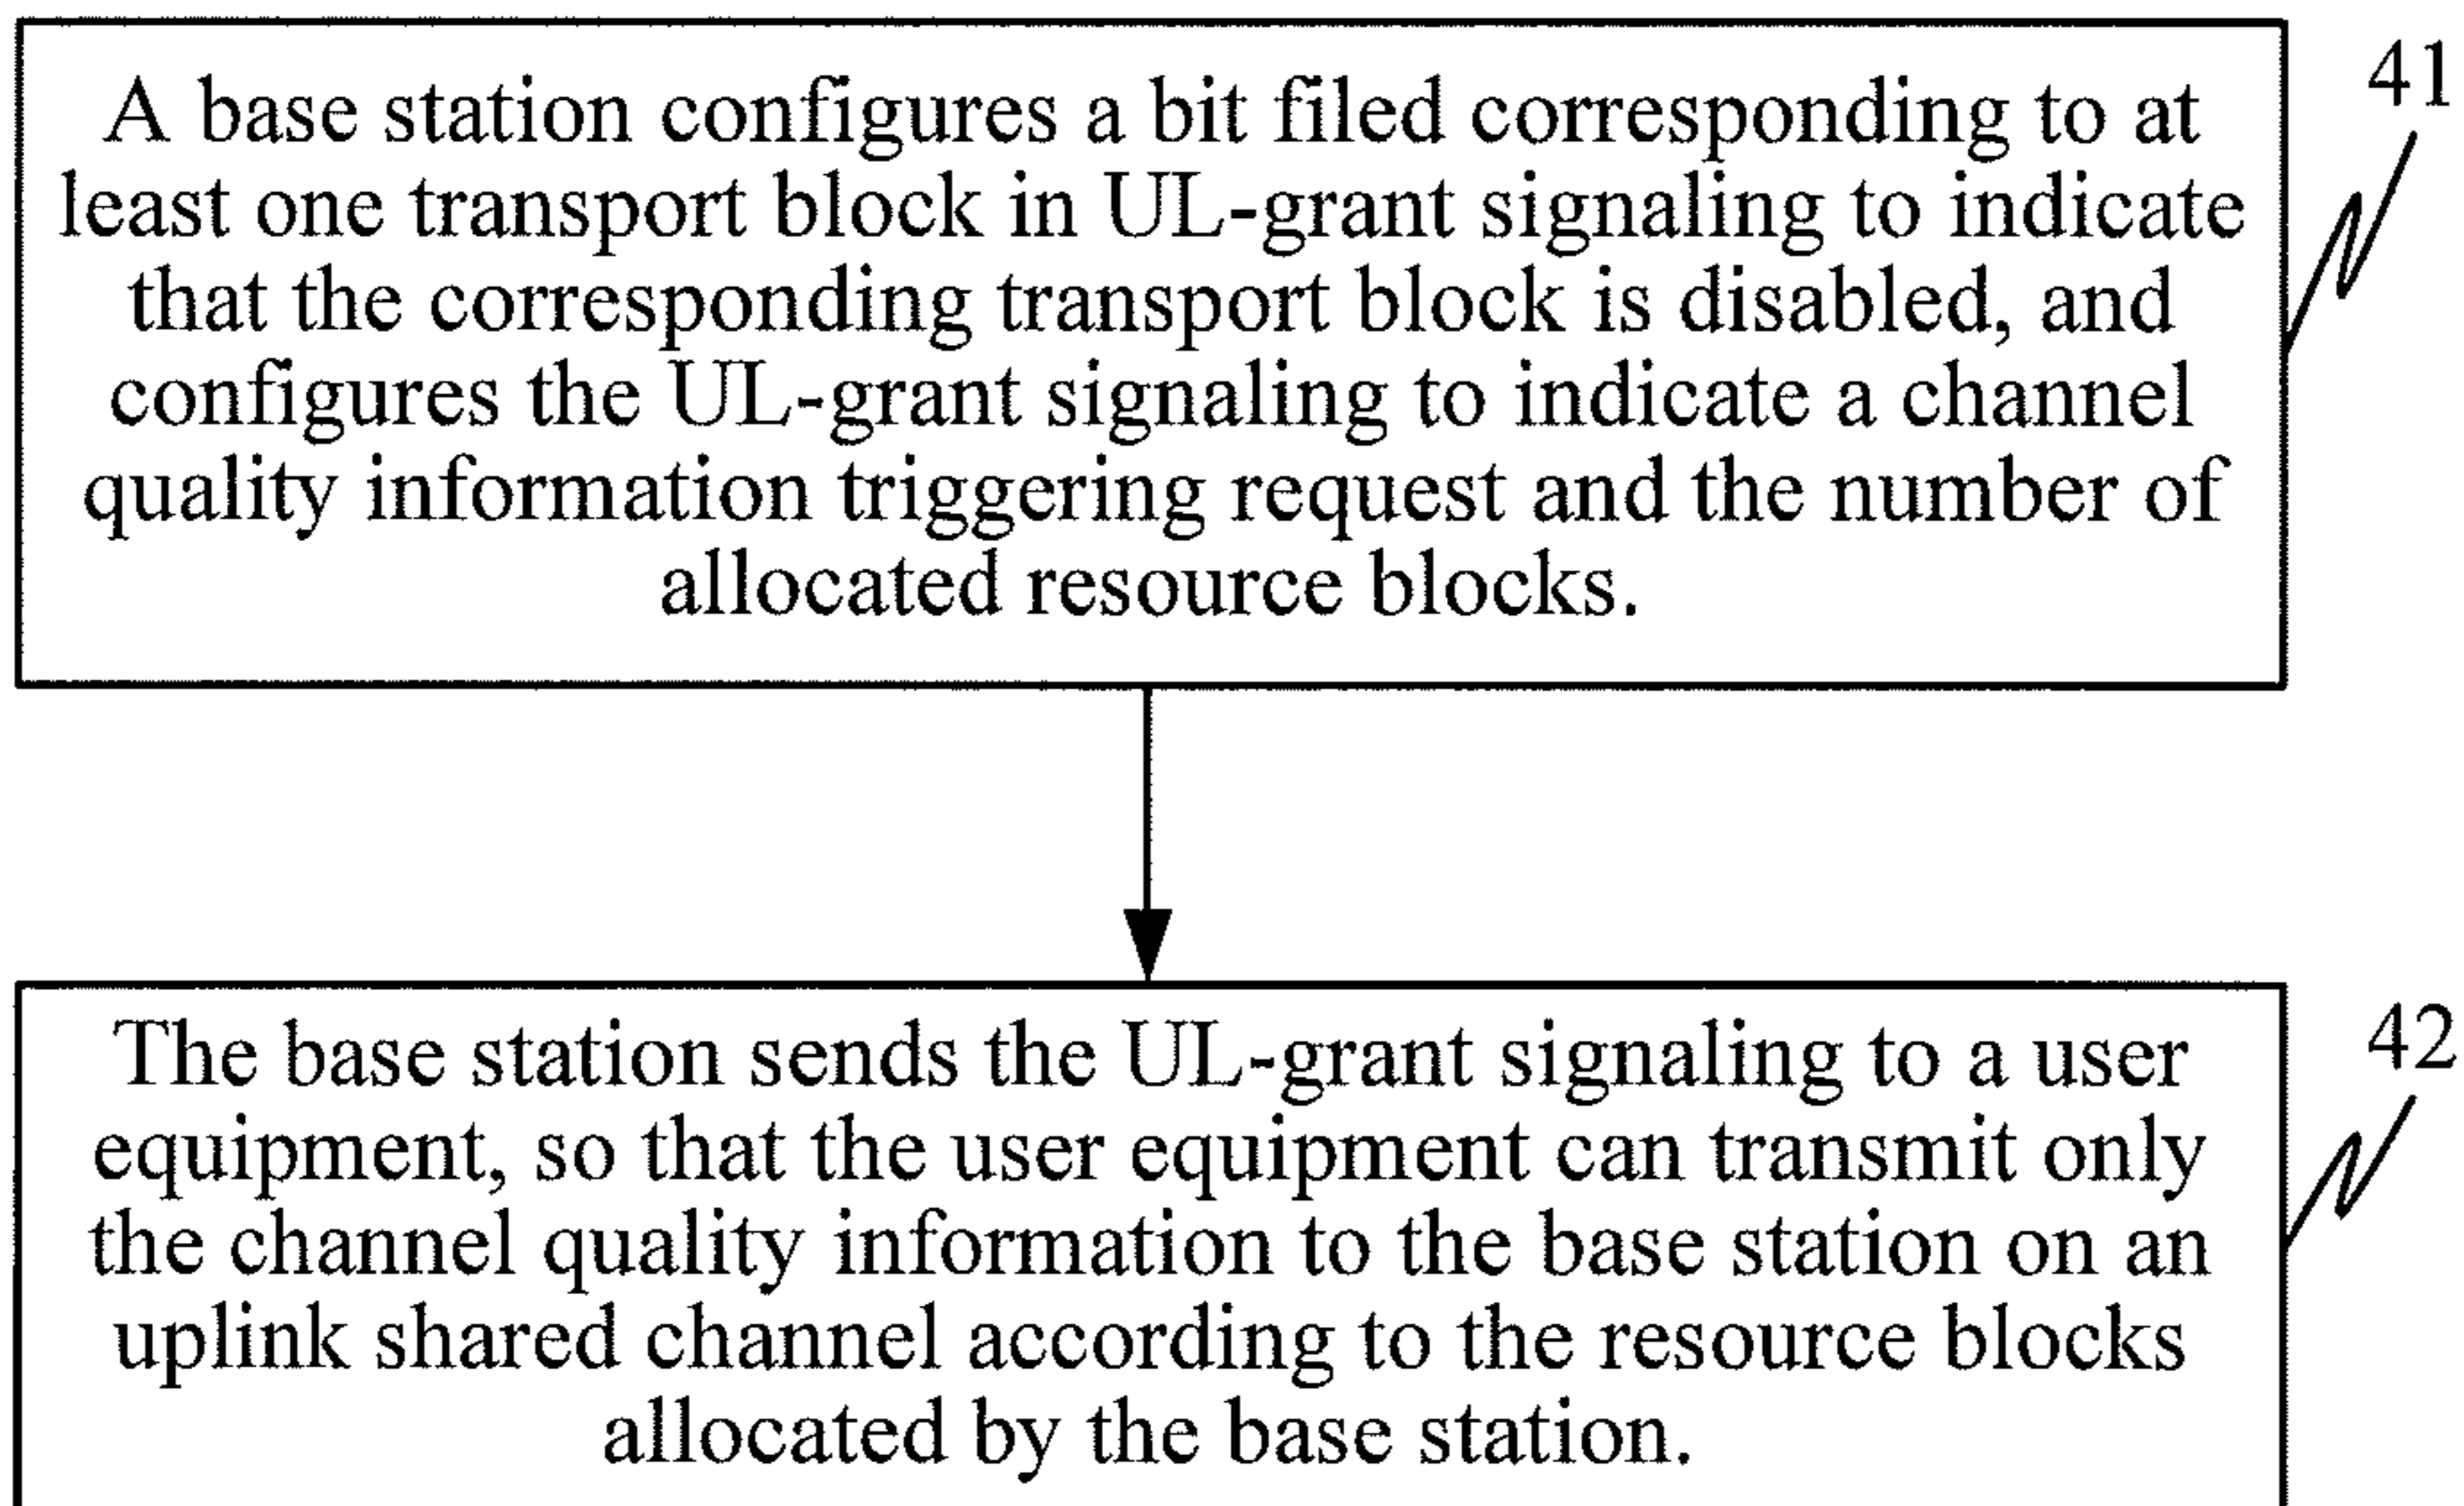 A base station configures a bit filed corresponding to at
least one transport block in UL-grant signaling to indicate
that the corresponding transport block is disabled, and
configures the UL-grant signaling to indicate a channel
quality information triggering request and the number of
allocated resource blocks.
41
The base station sends the UL-grant signaling to a user
equipment, so that the user equipment can transmit only
the channel quality information to the base station on an
uplink shared channel according to the resource blocks
allocated by the base station.
42